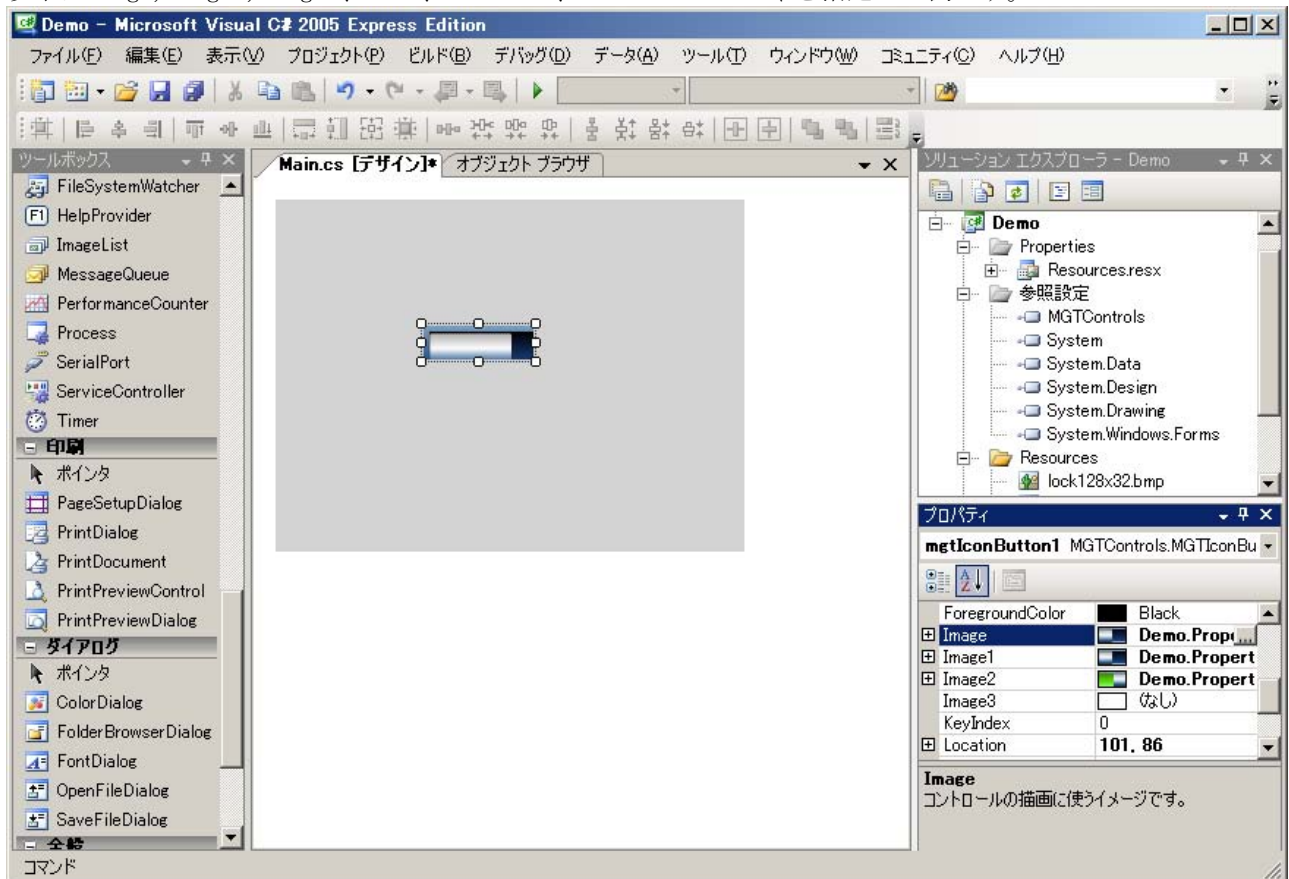 Demo - Microsoft Visual C# 2005 Express Edition
ファイル(F) 編集(E) 表示(V) プロジェクト(P) ビルド(B) デバッグ(D) データ(A) ツール(T) ウィンドウ(W) コミュニティ(C) ヘルプ(H)
ツールボックス
FileSystemWatcher
HelpProvider
ImageList
MessageQueue
PerformanceCounter
Process
SerialPort
ServiceController
Timer
印刷
ポインタ
PageSetupDialog
PrintDialog
PrintDocument
PrintPreviewControl
PrintPreviewDialog
ダイアログ
ポインタ
ColorDialog
FolderBrowserDialog
FontDialog
OpenFileDialog
SaveFileDialog
全般
コマンド
Main.cs [デザイン]* オブジェクト ブラウザ
ソリューション エクスプローラ - Demo
Demo
Properties
Resources.resx
参照設定
MGTControls
System
System.Data
System.Design
System.Drawing
System.Windows.Forms
Resources
lock128x32.bmp
プロパティ
mgtIconButton1 MGTControls.MGTIconBu
ForegroundColor Black
Image Demo.Prope...
Image1 Demo.Propert
Image2 Demo.Propert
Image3 (なし)
KeyIndex 0
Location 101, 86
Image
コントロールの描画に使うイメージです。